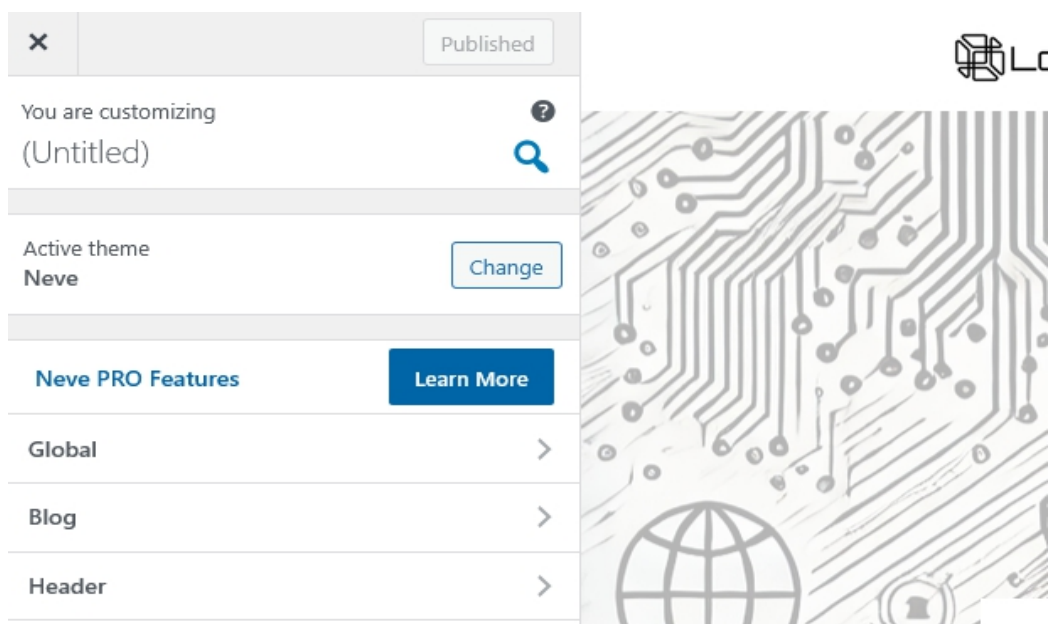 Published
You are customizing
(Untitled)
Active theme
Neve
Change
Neve PRO Features
Learn More
Global
Blog
Header